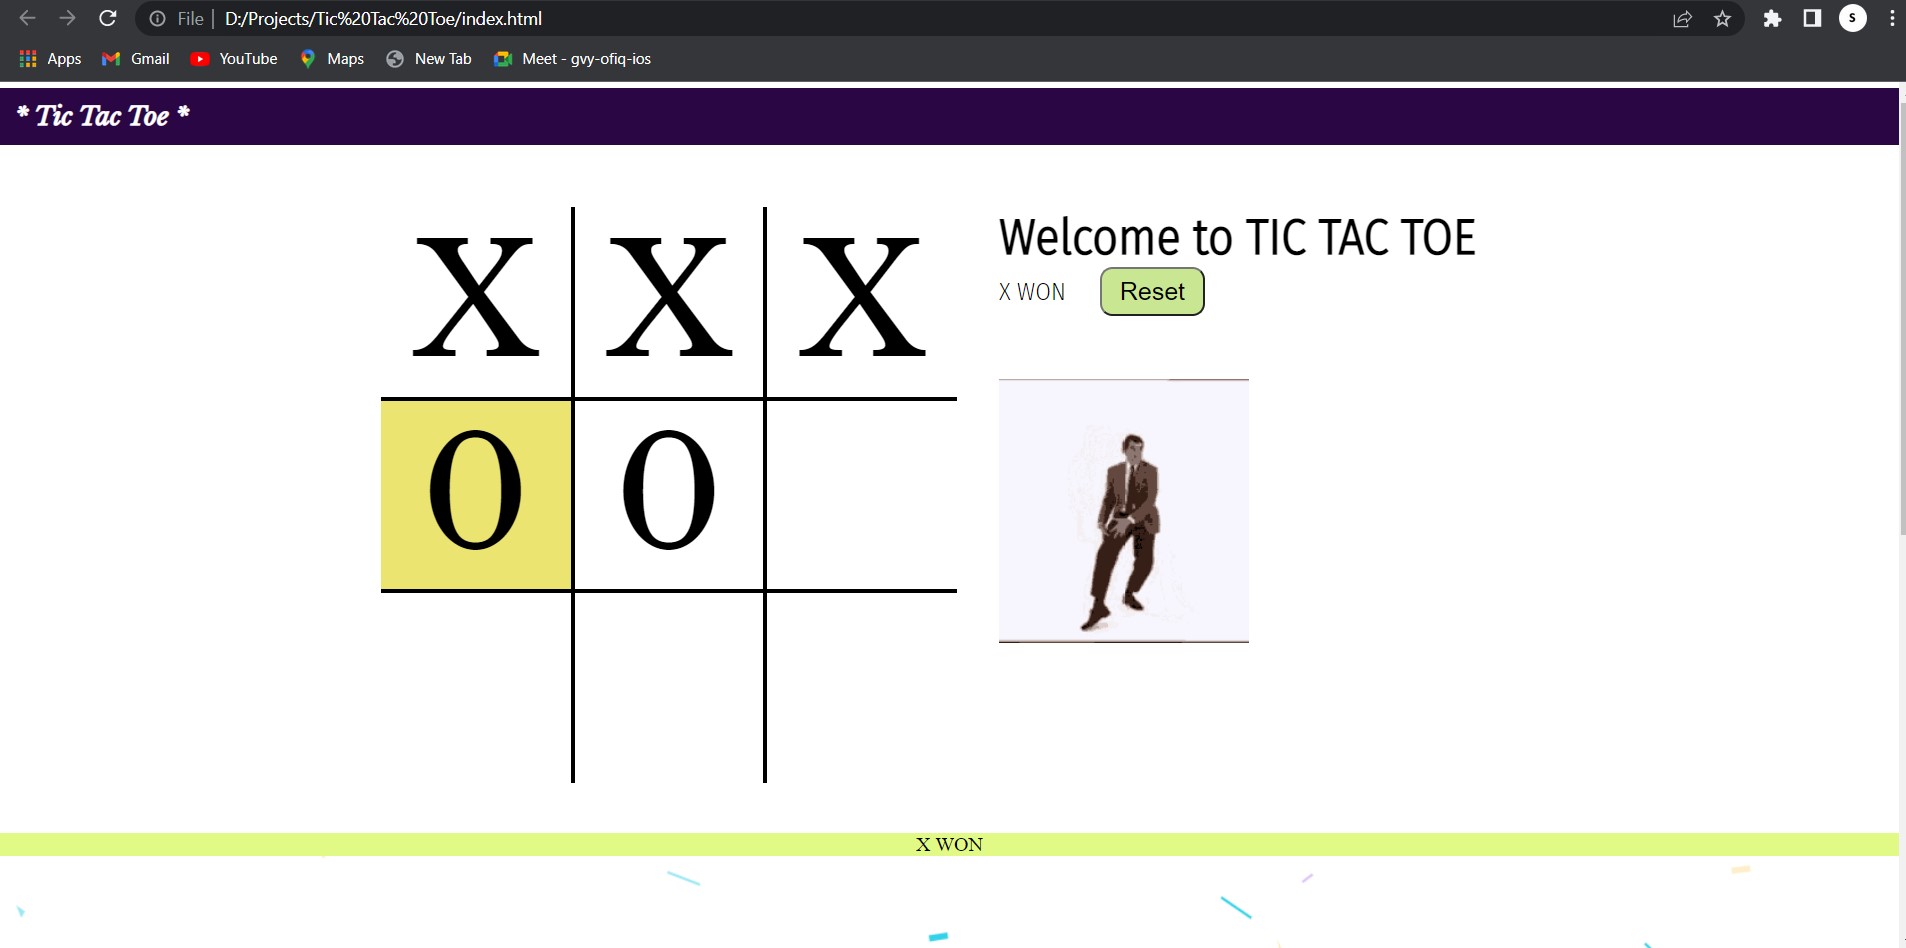 File | D:/Projects/Tic%20Tac%20Toe/index.html
S
Apps Gmail YouTube Maps New Tab Meet - gvy-ofiq-ios
* Tic Tac Toe *
X X X
0 0
Welcome to TIC TAC TOE
X WON Reset
X WON